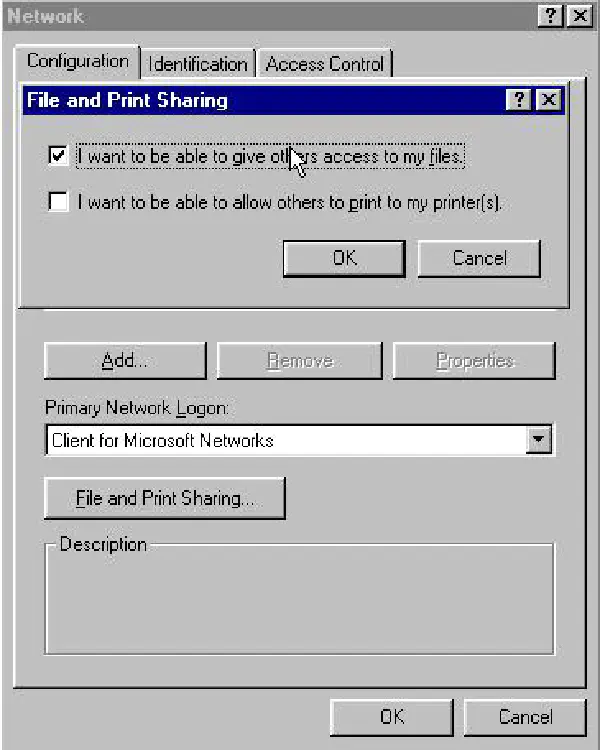 Network
Configuration Identification Access Control
File and Print Sharing
I want to be able to give others access to my files.
I want to be able to allow others to print to my printer(s).
OK Cancel
Add... Remove Properties
Primary Network Logon:
Client for Microsoft Networks
File and Print Sharing...
Description
OK Cancel